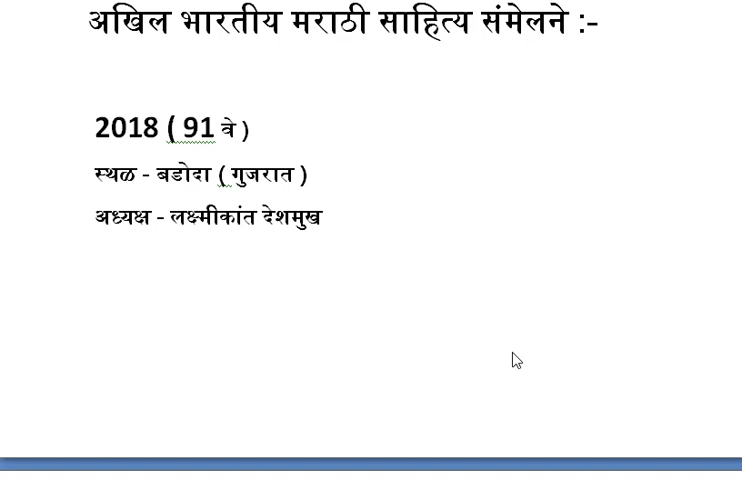 अखिल भारतीय मराठी साहित्य संमेलने :-
2018 ( 91 वे )
स्थळ - बडोदा ( गुजरात )
अध्यक्ष - लक्ष्मीकांत देशमुख